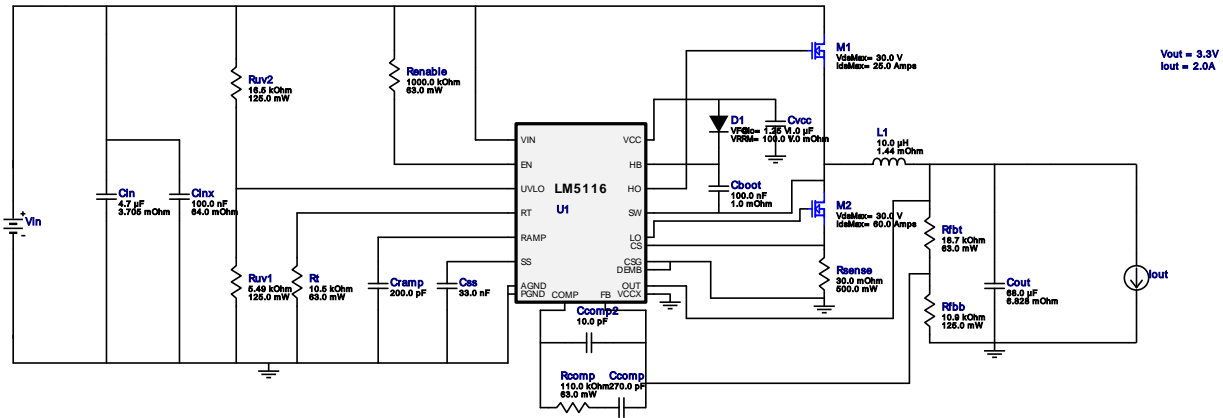 M1
VdsMax= 30.0 V
IdsMax= 25.0 Amps
Vout = 3.3V
Iout = 2.0A
Ruv2
16.5 kOhm
125.0 mW
Renable
1000.0 kOhm
63.0 mW
D1
VRRM= 100.0 V
Cvcc
1.0 µF
1.0 mOhm
L1
10.0 µH
1.44 mOhm
VIN
EN
UVLO
RT
RAMP
SS
AGND
PGND
COMP
FB
LM5116
U1
VCC
HB
HO
SW
LO
CS
CSG
DEMB
OUT
VCCX
Cboot
100.0 nF
1.0 mOhm
M2
VdsMax= 30.0 V
IdsMax= 60.0 Amps
Cin
4.7 µF
3.705 mOhm
Cinx
100.0 nF
64.0 mOhm
+
Vin
-
Rfbt
18.7 kOhm
63.0 mW
Ruv1
5.49 kOhm
125.0 mW
Rt
10.5 kOhm
63.0 mW
Cramp
200.0 pF
Css
33.0 nF
Rsense
30.0 mOhm
500.0 mW
Cout
68.0 µF
6.828 mOhm
Iout
Rfbb
10.9 kOhm
125.0 mW
Ccomp2
10.0 pF
Rcomp
110.0 kOhm
63.0 mW
Ccomp
270.0 pF